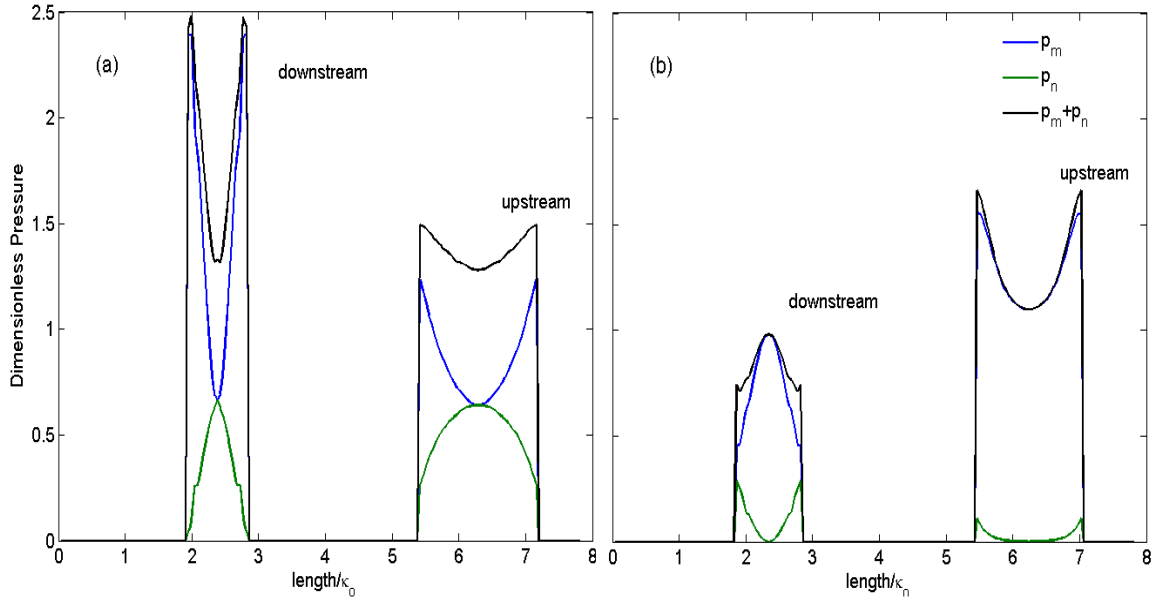 2.5
2
1.5
1
0.5
0
Dimensionless Pressure
(a)
downstream
upstream
0 1 2 3 4 5 6 7 8
length/κ₀
(b)
pₘ
pₙ
pₘ+pₙ
downstream
upstream
0 1 2 3 4 5 6 7 8
length/κ₀